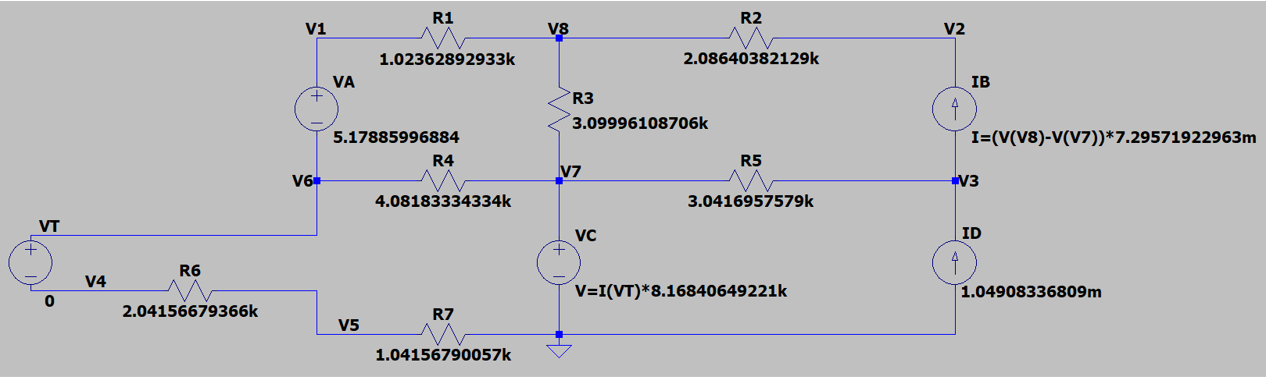 V1
R1
1.02362892933k
V8
R2
2.08640382129k
V2
VA
5.17885996884
R3
3.09996108706k
IB
I=(V(V8)-V(V7))*7.29571922963m
V6
R4
4.08183334334k
V7
R5
3.0416957579k
V3
VT
0
V4
R6
2.04156679366k
VC
V=I(VT)*8.16840649221k
ID
1.04908336809m
V5
R7
1.04156790057k